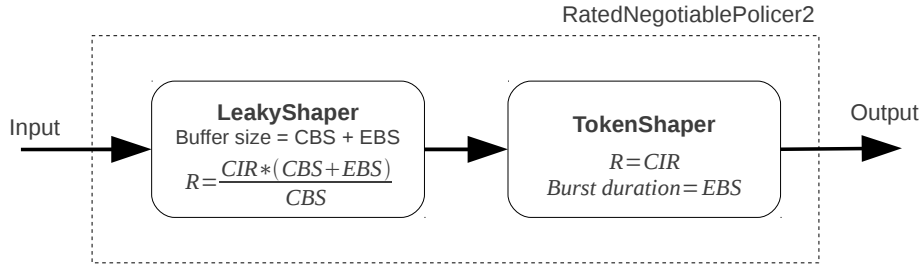 RatedNegotiablePolicer2
Input
LeakyShaper
Buffer size = CBS + EBS
R=CIR*(CBS+EBS)/CBS
TokenShaper
R=CIR
Burst duration=EBS
Output